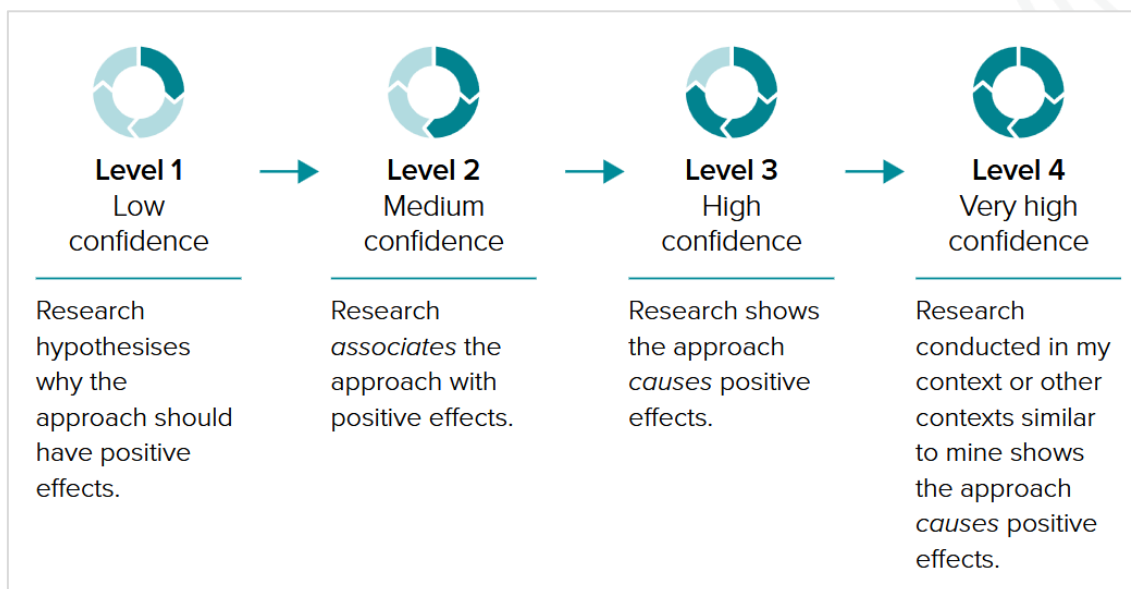 Level 1
Low
confidence
Research
hypothesises
why the
approach should
have positive
effects.
Level 2
Medium
confidence
Research
associates the
approach with
positive effects.
Level 3
High
confidence
Research shows
the approach
causes positive
effects.
Level 4
Very high
confidence
Research
conducted in my
context or other
contexts similar
to mine shows
the approach
causes positive
effects.